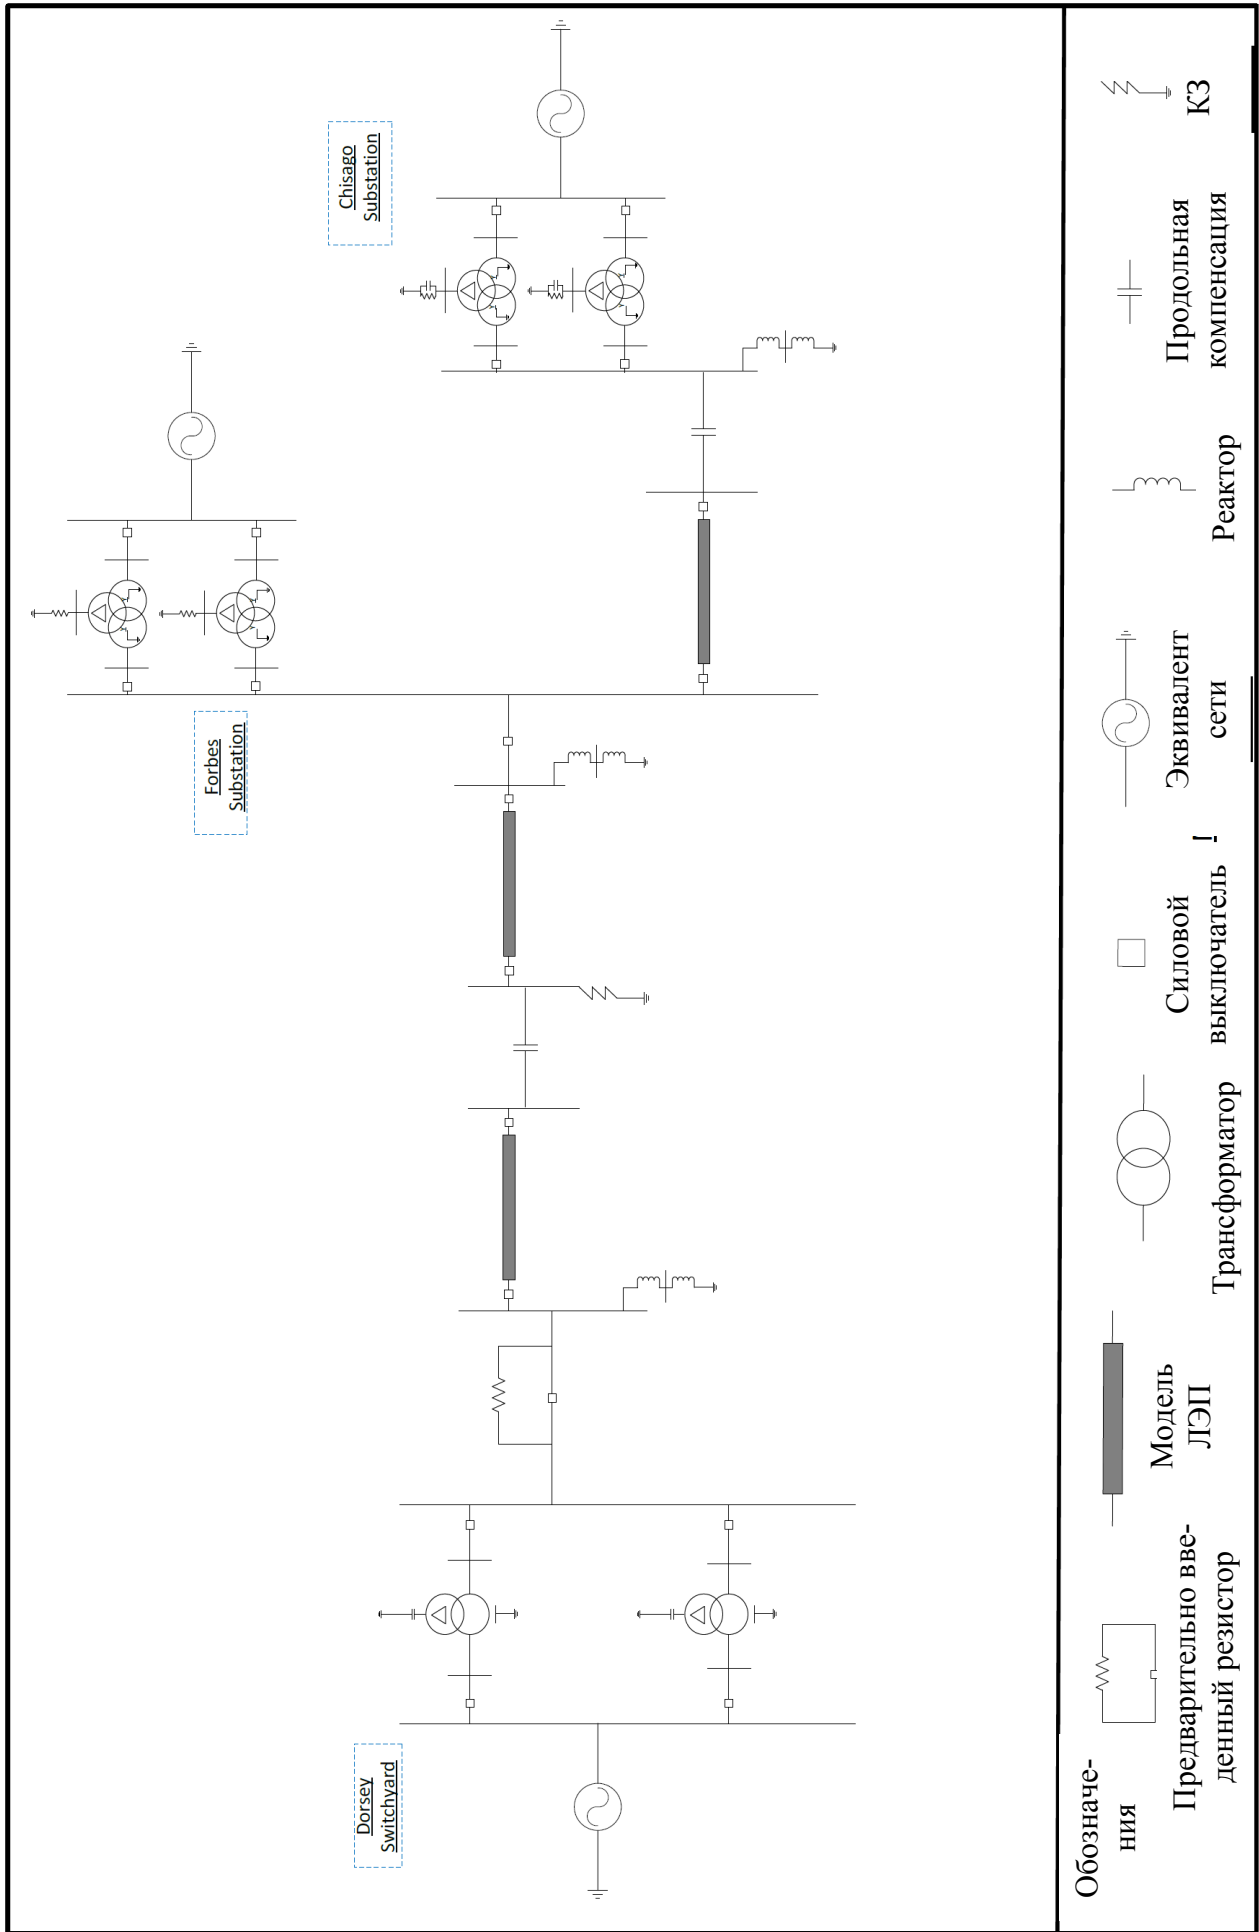 Dorsey
Switchyard
Forbes
Substation
Chisago
Substation
Обозначе-
ния
Предварительно вве-
денный резистор
Модель
ЛЭП
Трансформатор
Силовой
выключатель
Эквивалент
сети
Реактор
Продольная
компенсация
КЗ